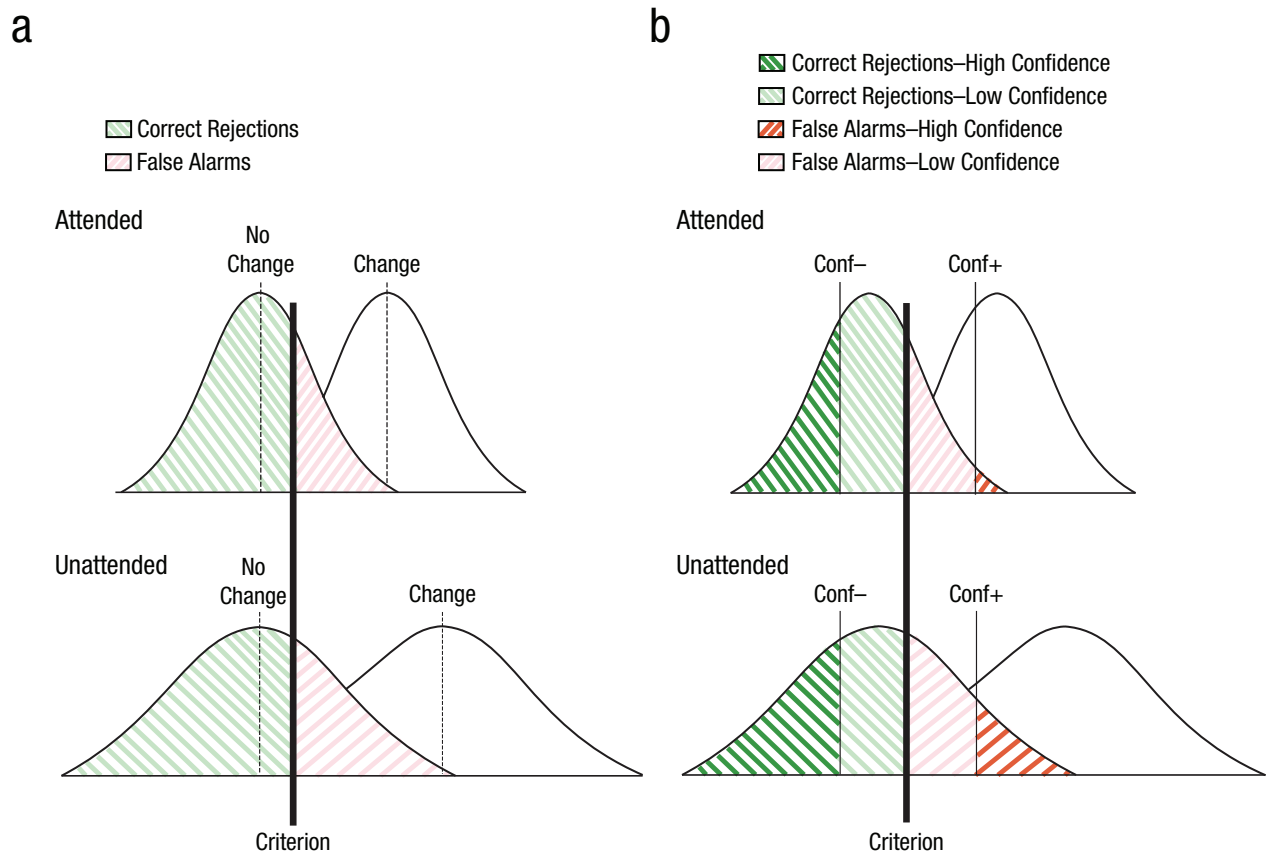 a
Correct Rejections
False Alarms
Attended
No
Change
Change
Unattended
No
Change
Change
Criterion
b
Correct Rejections–High Confidence
Correct Rejections–Low Confidence
False Alarms–High Confidence
False Alarms–Low Confidence
Attended
Conf–
Conf+
Unattended
Conf–
Conf+
Criterion